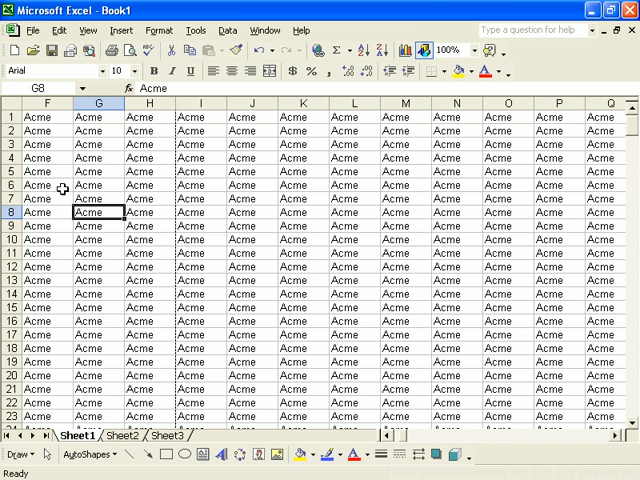 Microsoft Excel - Book1
File Edit View Insert Format Tools Data Window Help Type a question for help
100%
Arial 10 B I U $ % ,
G8 fx Acme
F G H I J K L M N O P Q
1 Acme Acme Acme Acme Acme Acme Acme Acme Acme Acme Acme Acme
2 Acme Acme Acme Acme Acme Acme Acme Acme Acme Acme Acme Acme
3 Acme Acme Acme Acme Acme Acme Acme Acme Acme Acme Acme Acme
4 Acme Acme Acme Acme Acme Acme Acme Acme Acme Acme Acme Acme
5 Acme Acme Acme Acme Acme Acme Acme Acme Acme Acme Acme Acme
6 Acme Acme Acme Acme Acme Acme Acme Acme Acme Acme Acme Acme
7 Acme Acme Acme Acme Acme Acme Acme Acme Acme Acme Acme Acme
8 Acme Acme Acme Acme Acme Acme Acme Acme Acme Acme Acme Acme
9 Acme Acme Acme Acme Acme Acme Acme Acme Acme Acme Acme Acme
10 Acme Acme Acme Acme Acme Acme Acme Acme Acme Acme Acme Acme
11 Acme Acme Acme Acme Acme Acme Acme Acme Acme Acme Acme Acme
12 Acme Acme Acme Acme Acme Acme Acme Acme Acme Acme Acme Acme
13 Acme Acme Acme Acme Acme Acme Acme Acme Acme Acme Acme Acme
14 Acme Acme Acme Acme Acme Acme Acme Acme Acme Acme Acme Acme
15 Acme Acme Acme Acme Acme Acme Acme Acme Acme Acme Acme Acme
16 Acme Acme Acme Acme Acme Acme Acme Acme Acme Acme Acme Acme
17 Acme Acme Acme Acme Acme Acme Acme Acme Acme Acme Acme Acme
18 Acme Acme Acme Acme Acme Acme Acme Acme Acme Acme Acme Acme
19 Acme Acme Acme Acme Acme Acme Acme Acme Acme Acme Acme Acme
20 Acme Acme Acme Acme Acme Acme Acme Acme Acme Acme Acme Acme
21 Acme Acme Acme Acme Acme Acme Acme Acme Acme Acme Acme Acme
22 Acme Acme Acme Acme Acme Acme Acme Acme Acme Acme Acme Acme
23 Acme Acme Acme Acme Acme Acme Acme Acme Acme Acme Acme Acme
Sheet1 Sheet2 Sheet3
Draw AutoShapes
Ready